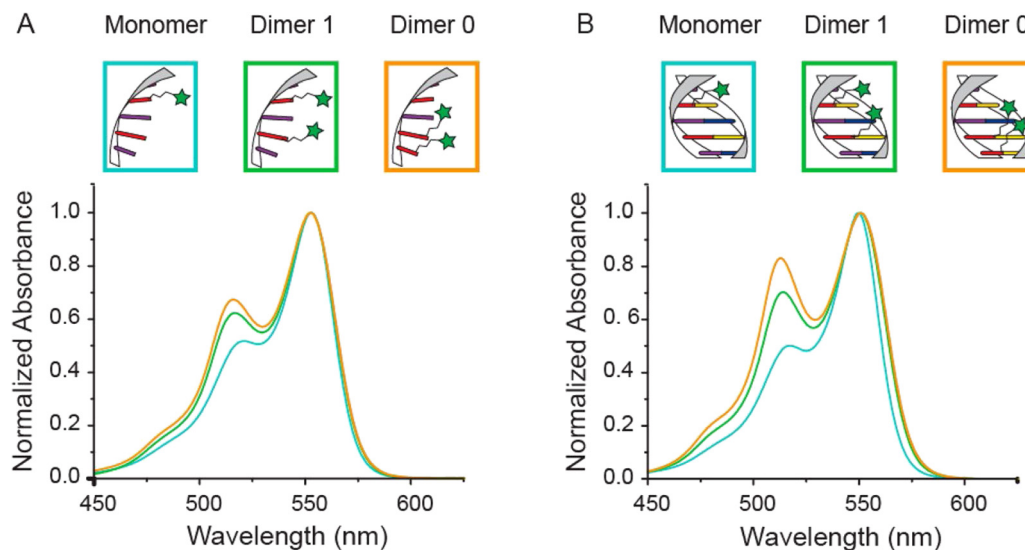 A Monomer Dimer 1 Dimer 0
1.0
0.8
0.6
0.4
0.2
0.0
Normalized Absorbance
450 500 550 600
Wavelength (nm)
B Monomer Dimer 1 Dimer 0
1.0
0.8
0.6
0.4
0.2
0.0
Normalized Absorbance
450 500 550 600
Wavelength (nm)